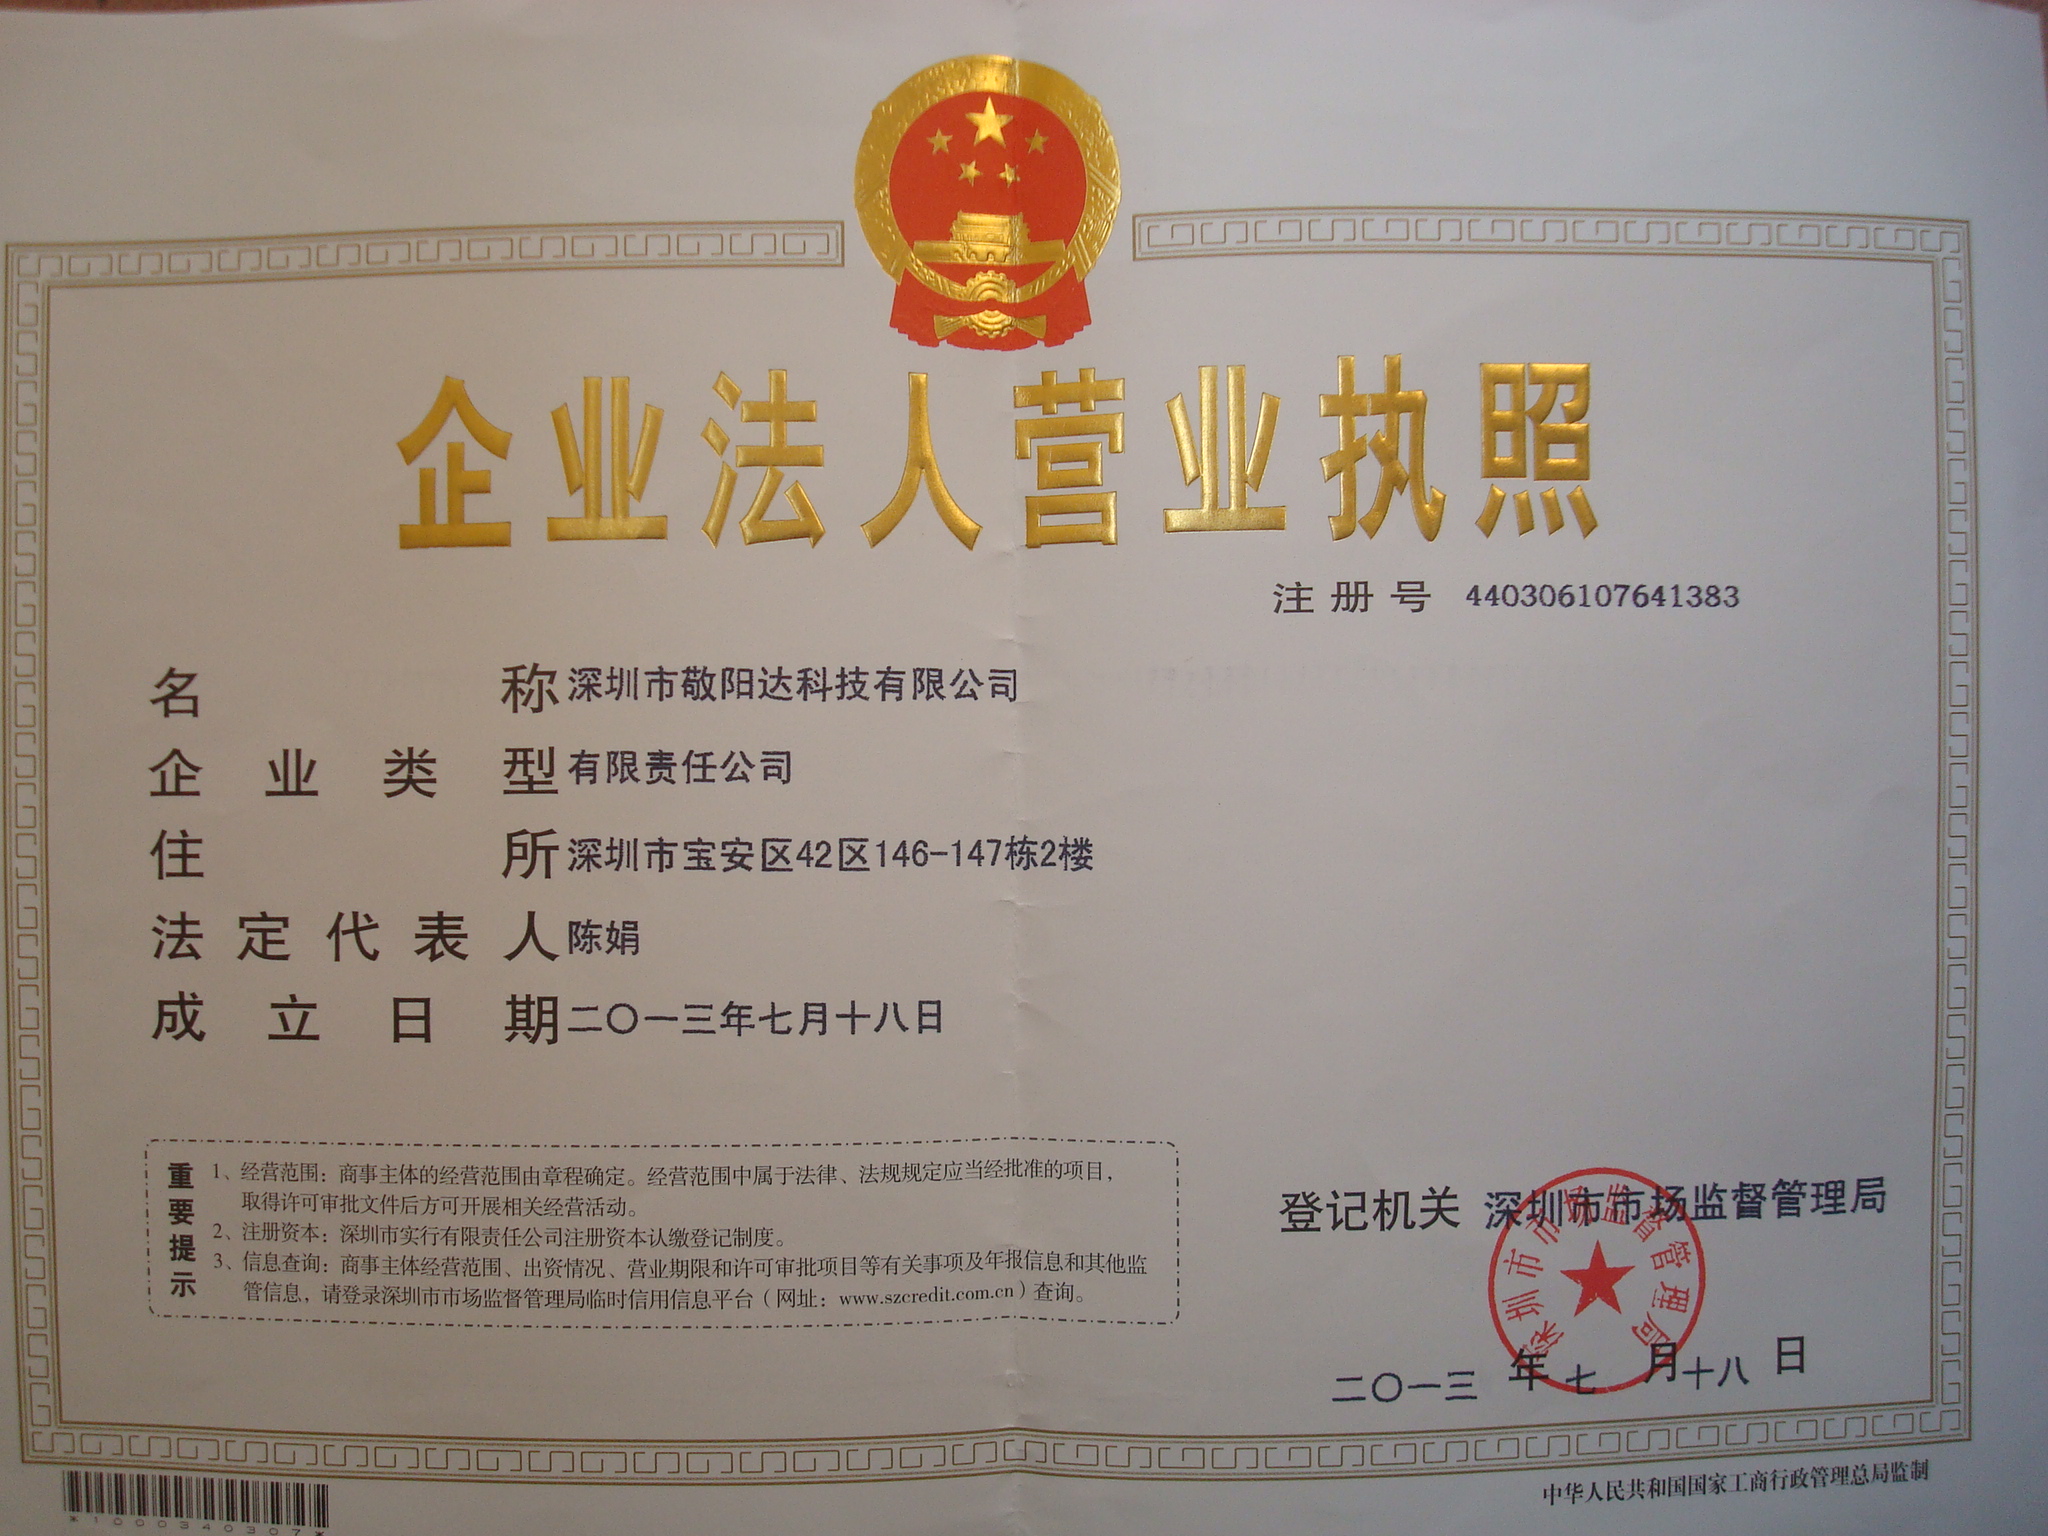 企业法人营业执照
注册号 440306107641383
名称 深圳市敬阳达科技有限公司
企业类型 有限责任公司
住所 深圳市宝安区42区146-147栋2楼
法定代表人 陈娟
成立日期 二〇一三年七月十八日
重要提示
1、经营范围：商事主体的经营范围由章程确定。经营范围中属于法律、法规规定应当经批准的项目，
取得许可审批文件后方可开展相关经营活动。
2、注册资本：深圳市实行有限责任公司注册资本认缴登记制度。
3、信息查询：商事主体经营范围、出资情况、营业期限和许可审批项目等有关事项及年报信息和其他监
管信息，请登录深圳市市场监督管理局临时信用信息平台（网址：www.szcredit.com.cn）查询。
登记机关 深圳市市场监督管理局
深圳市市场监督管理局
二〇一三 年 七 月 十八 日
*1000340307*
中华人民共和国国家工商行政管理总局监制